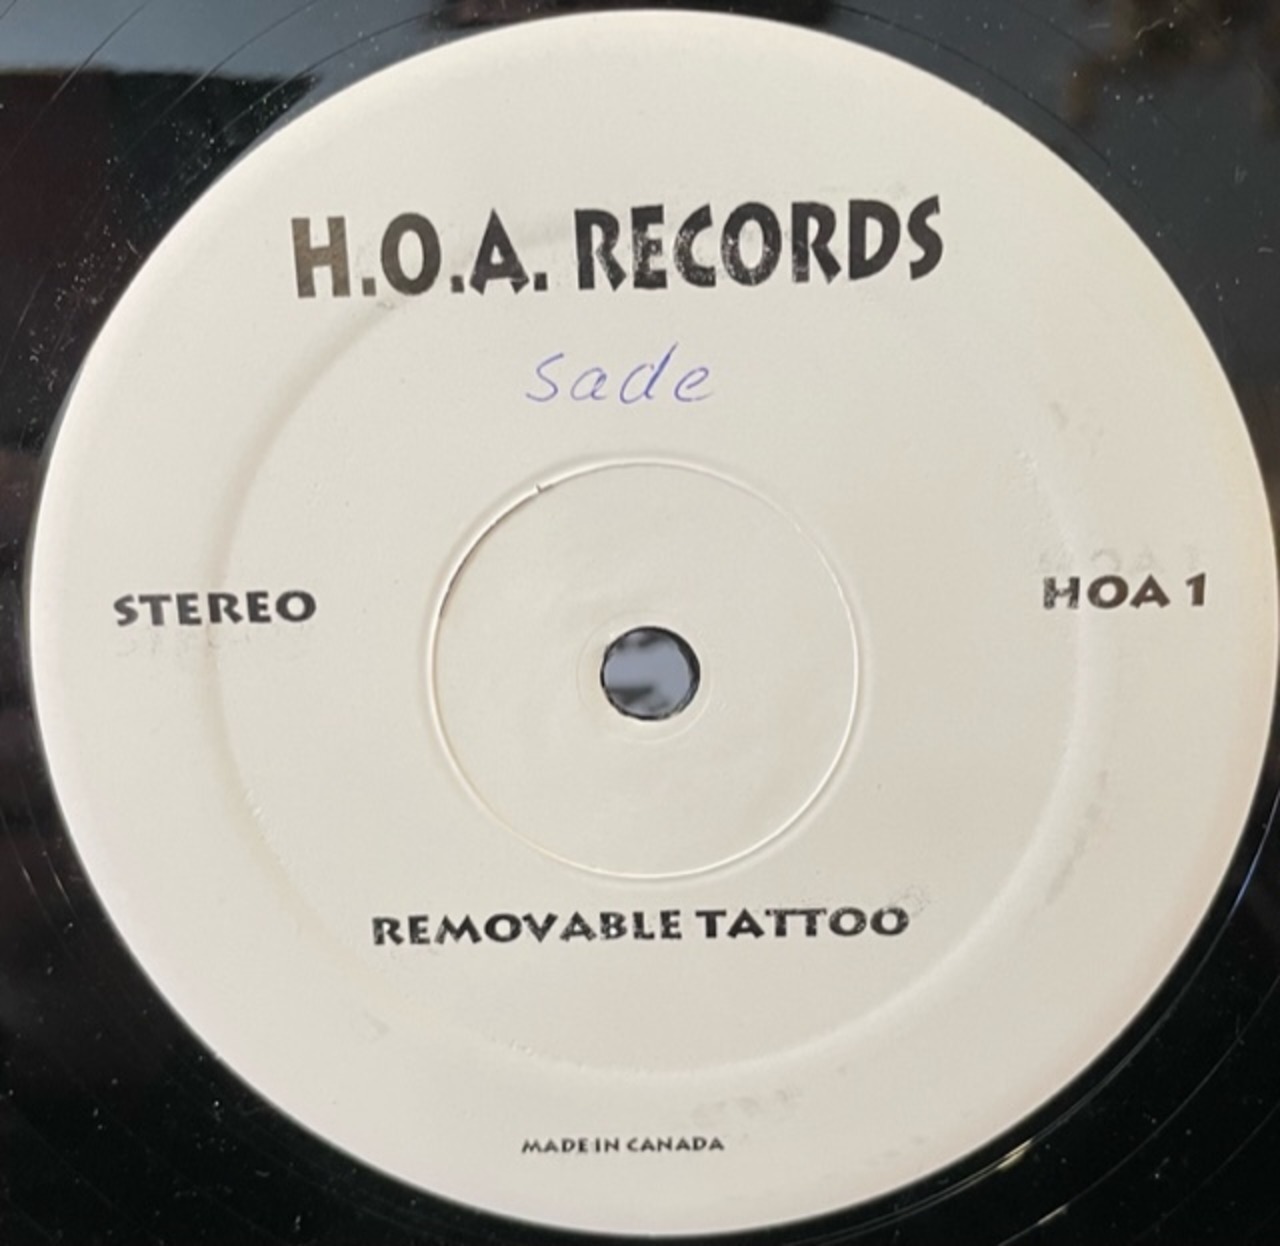 H.O.A. RECORDS
Sade
STEREO
HOA 1
REMOVABLE TATTOO
MADE IN CANADA